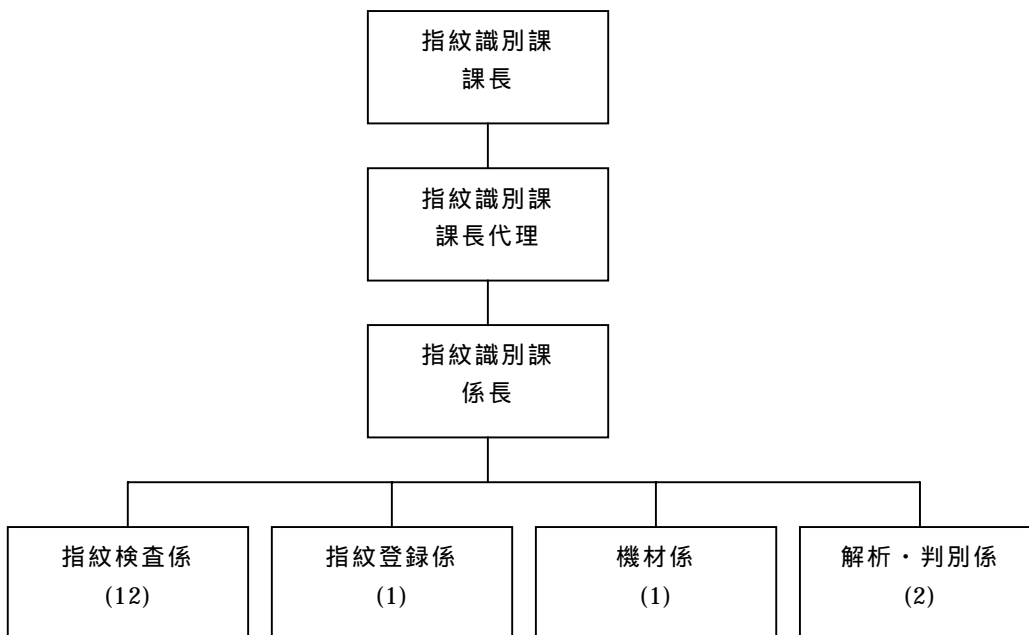 指紋識別課
課長
指紋識別課
課長代理
指紋識別課
係長
指紋検査係
(12)
指紋登録係
(1)
機材係
(1)
解析・判別係
(2)